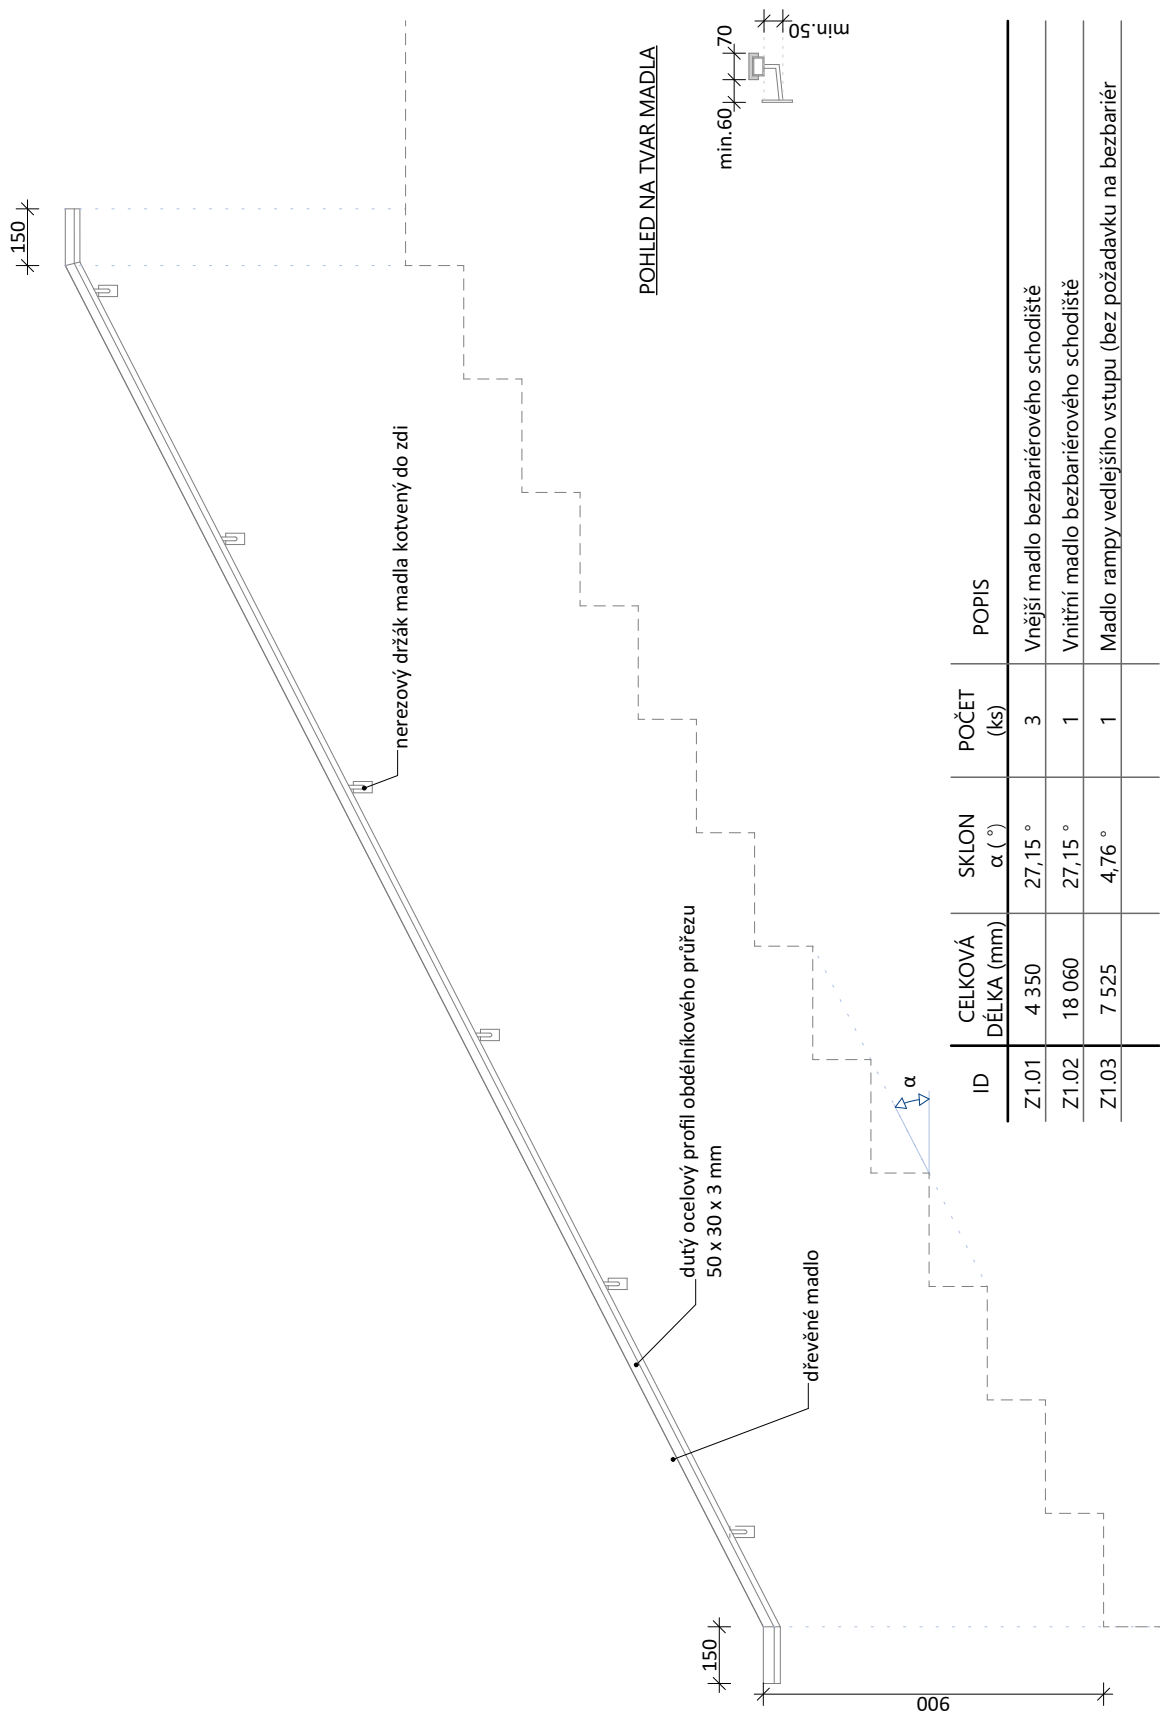 150
nerezový držák madla kotvený do zdi
dutý ocelový profil obdélníkového průřezu
50 x 30 x 3 mm
dřevěné madlo
150
900
α
POHLED NA TVAR MADLA
min.60
70
min.50
ID CELKOVÁ DÉLKA (mm) SKLON α ( °) POČET (ks) POPIS
Z1.01 4 350 27,15 ° 3 Vnější madlo bezbariérového schodiště
Z1.02 18 060 27,15 ° 1 Vnitřní madlo bezbariérového schodiště
Z1.03 7 525 4,76 ° 1 Madlo rampy vedlejšího vstupu (bez požadavku na bezbariér